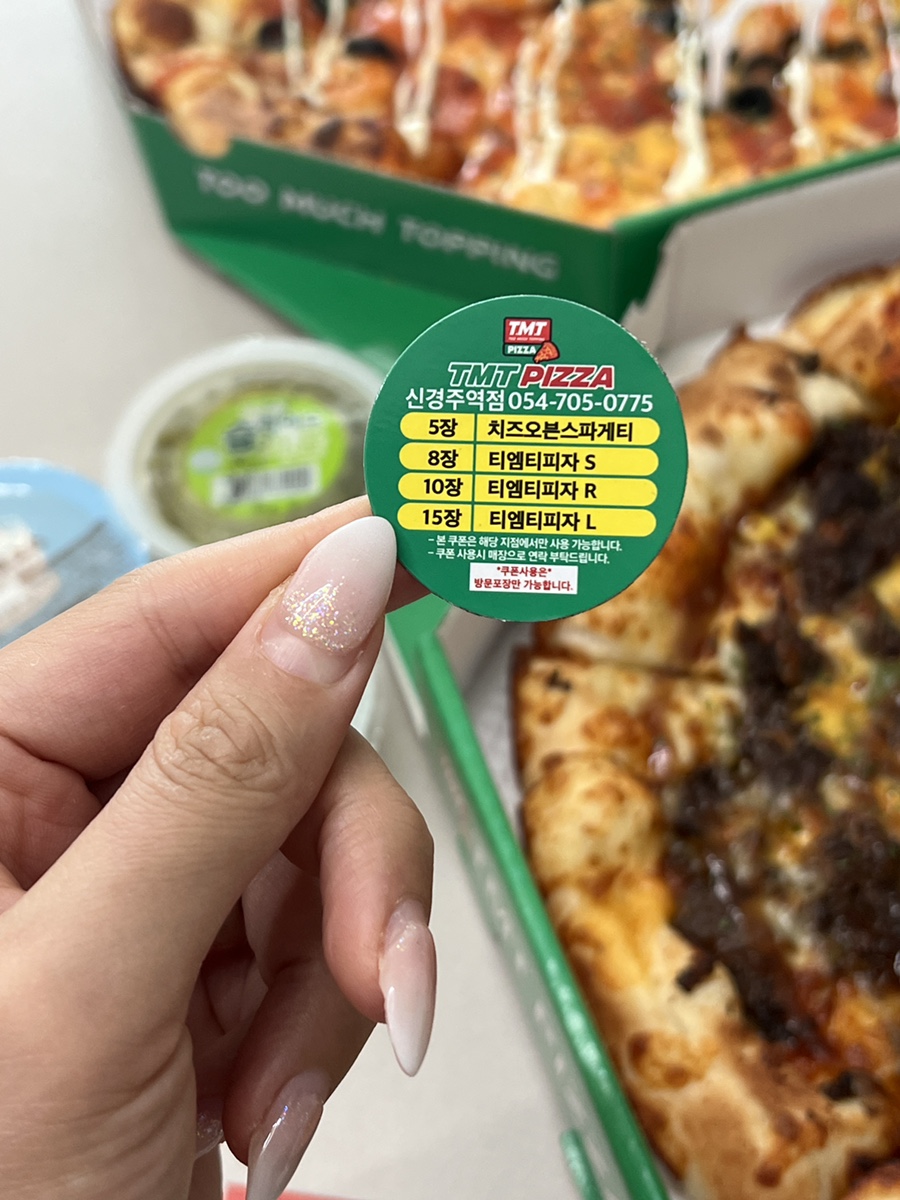 TOO MUCH TOPPING
TMT
PIZZA
TMT PIZZA
신경주역점 054-705-0775
5장 치즈오븐스파게티
8장 티엠티피자 S
10장 티엠티피자 R
15장 티엠티피자 L
- 본 쿠폰은 해당 지점에서만 사용 가능합니다.
- 쿠폰 사용시 매장으로 연락 부탁드립니다.
*쿠폰사용은*
방문포장만 가능합니다.